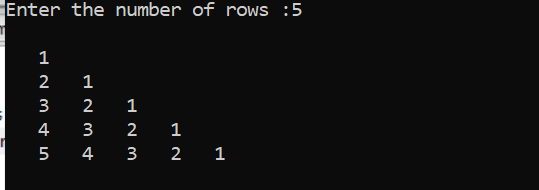 Enter the number of rows :5
1
2 1
3 2 1
4 3 2 1
5 4 3 2 1